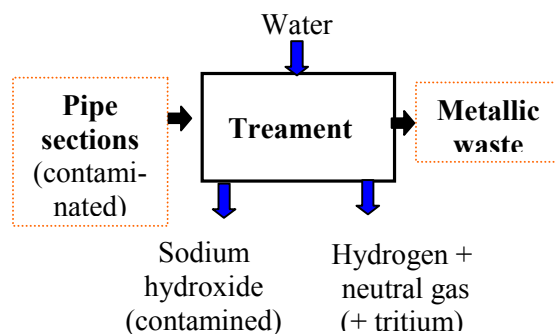 Water
Pipe
sections
(contami-
nated)
Treament
Metallic
waste
Sodium
hydroxide
(contamined)
Hydrogen +
neutral gas
(+ tritium)